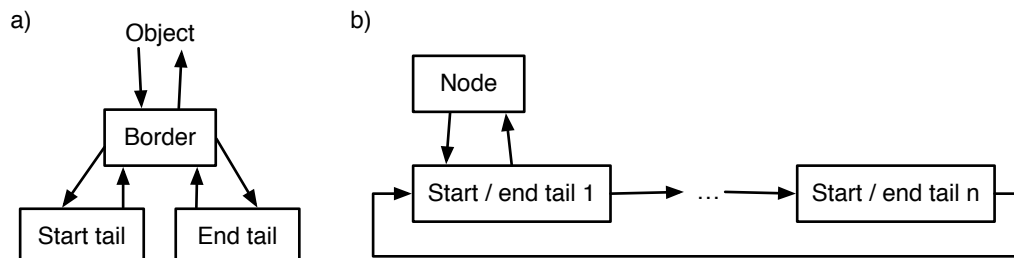 a)
Object
Border
Start tail
End tail
b)
Node
Start / end tail 1
...
Start / end tail n